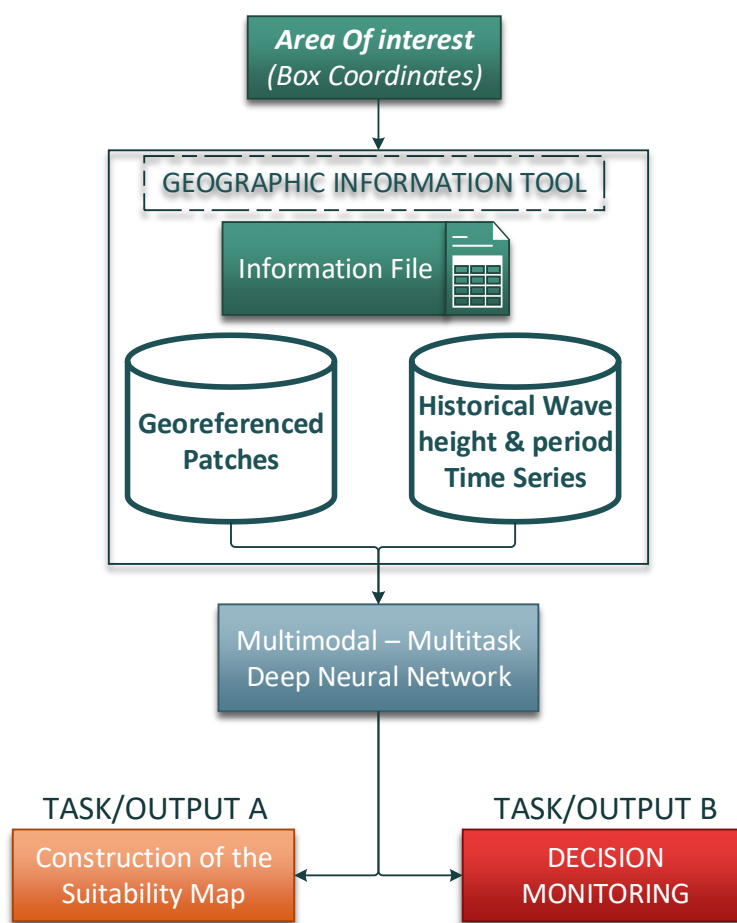 Area Of interest
(Box Coordinates)
GEOGRAPHIC INFORMATION TOOL
Information File
Georeferenced
Patches
Historical Wave
height & period
Time Series
Multimodal – Multitask
Deep Neural Network
TASK/OUTPUT A
Construction of the
Suitability Map
TASK/OUTPUT B
DECISION
MONITORING